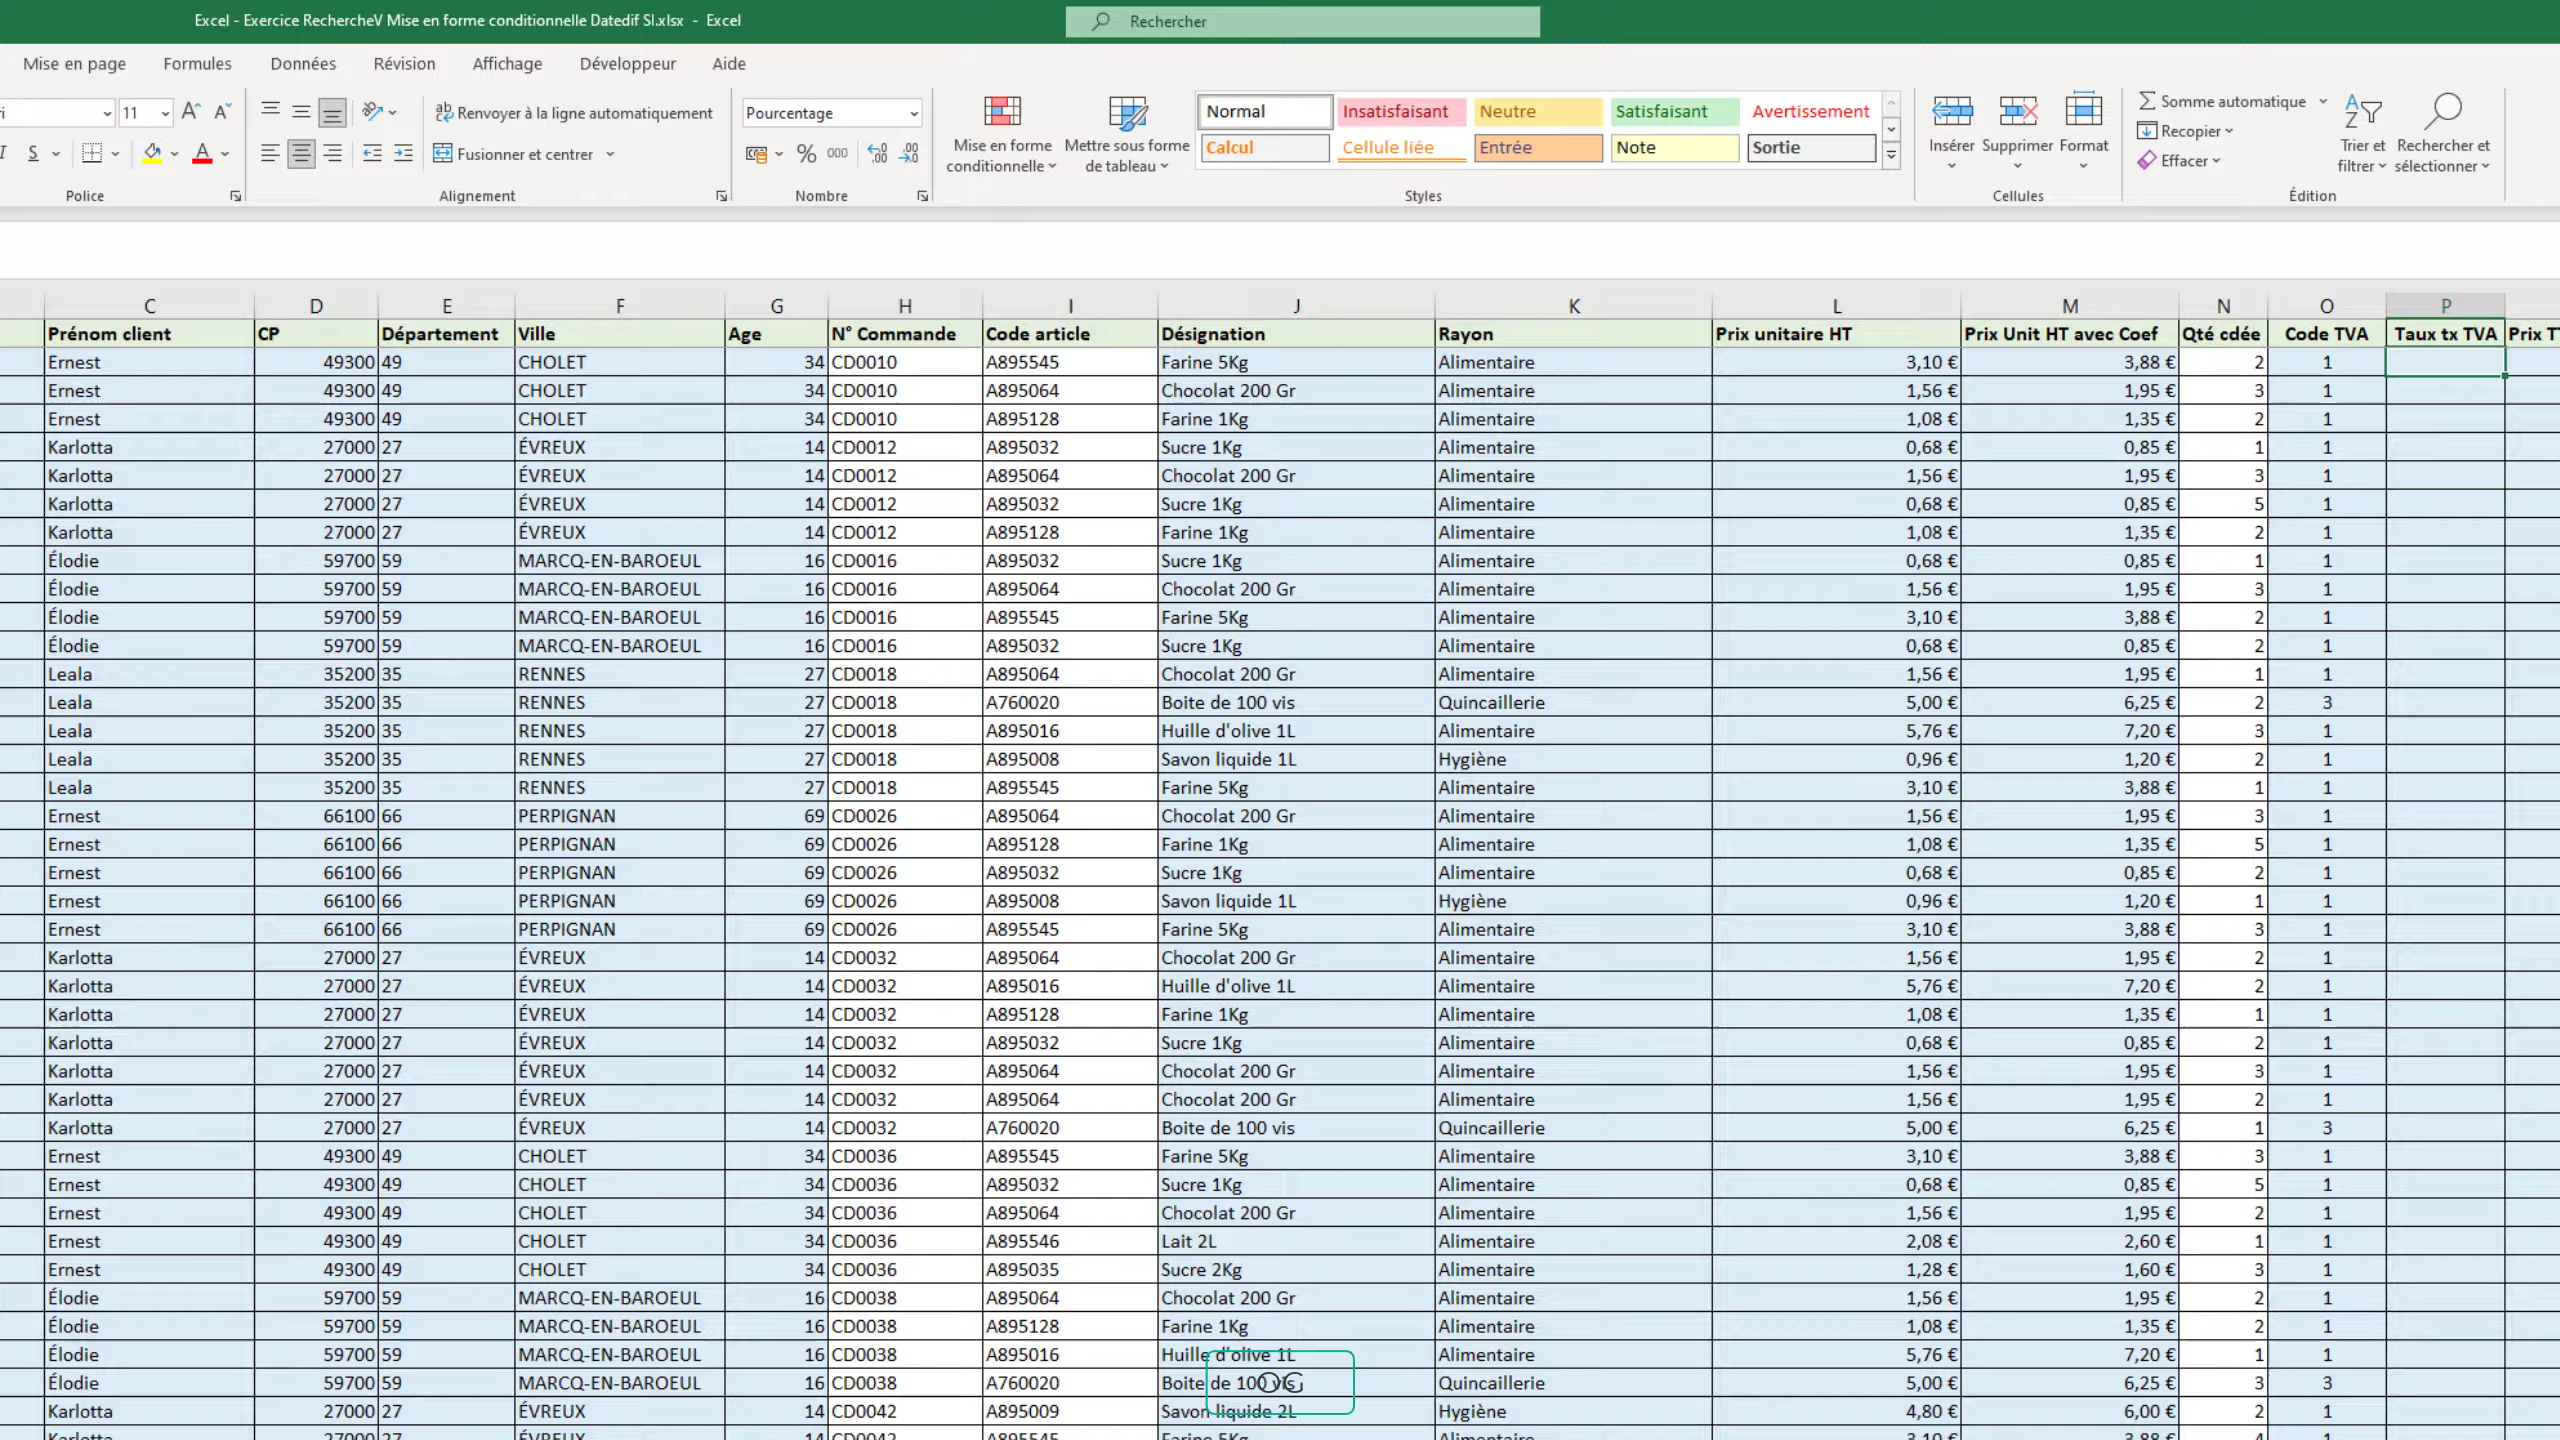 Excel - Exercice RechercheV Mise en forme conditionnelle Datedif SI.xlsx - Excel
Rechercher
Mise en page Formules Données Révision Affichage Développeur Aide
11 Renvoyer à la ligne automatiquement Pourcentage
Mise en forme conditionnelle
Mettre sous forme de tableau
Normal Insatisfaisant Neutre Satisfaisant Avertissement
Calcul Cellule liée Entrée Note Sortie
Insérer Supprimer Format
Somme automatique
Recopier
Effacer
Trier et filtrer
Rechercher et sélectionner
S Fusionner et centrer % 000
Police Alignement Nombre Styles Cellules Édition
C D E F G H I J K L M N O P
Prénom client CP Département Ville Age N° Commande Code article Désignation Rayon Prix unitaire HT Prix Unit HT avec Coef Qté cdée Code TVA Taux tx TVA Prix T
Ernest 49300 49 CHOLET 34 CD0010 A895545 Farine 5Kg Alimentaire 3,10 € 3,88 € 2 1
Ernest 49300 49 CHOLET 34 CD0010 A895064 Chocolat 200 Gr Alimentaire 1,56 € 1,95 € 3 1
Ernest 49300 49 CHOLET 34 CD0010 A895128 Farine 1Kg Alimentaire 1,08 € 1,35 € 2 1
Karlotta 27000 27 ÉVREUX 14 CD0012 A895032 Sucre 1Kg Alimentaire 0,68 € 0,85 € 1 1
Karlotta 27000 27 ÉVREUX 14 CD0012 A895064 Chocolat 200 Gr Alimentaire 1,56 € 1,95 € 3 1
Karlotta 27000 27 ÉVREUX 14 CD0012 A895032 Sucre 1Kg Alimentaire 0,68 € 0,85 € 5 1
Karlotta 27000 27 ÉVREUX 14 CD0012 A895128 Farine 1Kg Alimentaire 1,08 € 1,35 € 2 1
Élodie 59700 59 MARCQ-EN-BAROEUL 16 CD0016 A895032 Sucre 1Kg Alimentaire 0,68 € 0,85 € 1 1
Élodie 59700 59 MARCQ-EN-BAROEUL 16 CD0016 A895064 Chocolat 200 Gr Alimentaire 1,56 € 1,95 € 3 1
Élodie 59700 59 MARCQ-EN-BAROEUL 16 CD0016 A895545 Farine 5Kg Alimentaire 3,10 € 3,88 € 2 1
Élodie 59700 59 MARCQ-EN-BAROEUL 16 CD0016 A895032 Sucre 1Kg Alimentaire 0,68 € 0,85 € 2 1
Leala 35200 35 RENNES 27 CD0018 A895064 Chocolat 200 Gr Alimentaire 1,56 € 1,95 € 1 1
Leala 35200 35 RENNES 27 CD0018 A760020 Boite de 100 vis Quincaillerie 5,00 € 6,25 € 2 3
Leala 35200 35 RENNES 27 CD0018 A895016 Huille d'olive 1L Alimentaire 5,76 € 7,20 € 3 1
Leala 35200 35 RENNES 27 CD0018 A895008 Savon liquide 1L Hygiène 0,96 € 1,20 € 2 1
Leala 35200 35 RENNES 27 CD0018 A895545 Farine 5Kg Alimentaire 3,10 € 3,88 € 1 1
Ernest 66100 66 PERPIGNAN 69 CD0026 A895064 Chocolat 200 Gr Alimentaire 1,56 € 1,95 € 3 1
Ernest 66100 66 PERPIGNAN 69 CD0026 A895128 Farine 1Kg Alimentaire 1,08 € 1,35 € 5 1
Ernest 66100 66 PERPIGNAN 69 CD0026 A895032 Sucre 1Kg Alimentaire 0,68 € 0,85 € 2 1
Ernest 66100 66 PERPIGNAN 69 CD0026 A895008 Savon liquide 1L Hygiène 0,96 € 1,20 € 1 1
Ernest 66100 66 PERPIGNAN 69 CD0026 A895545 Farine 5Kg Alimentaire 3,10 € 3,88 € 3 1
Karlotta 27000 27 ÉVREUX 14 CD0032 A895064 Chocolat 200 Gr Alimentaire 1,56 € 1,95 € 2 1
Karlotta 27000 27 ÉVREUX 14 CD0032 A895016 Huille d'olive 1L Alimentaire 5,76 € 7,20 € 2 1
Karlotta 27000 27 ÉVREUX 14 CD0032 A895128 Farine 1Kg Alimentaire 1,08 € 1,35 € 1 1
Karlotta 27000 27 ÉVREUX 14 CD0032 A895032 Sucre 1Kg Alimentaire 0,68 € 0,85 € 2 1
Karlotta 27000 27 ÉVREUX 14 CD0032 A895064 Chocolat 200 Gr Alimentaire 1,56 € 1,95 € 3 1
Karlotta 27000 27 ÉVREUX 14 CD0032 A895064 Chocolat 200 Gr Alimentaire 1,56 € 1,95 € 2 1
Karlotta 27000 27 ÉVREUX 14 CD0032 A760020 Boite de 100 vis Quincaillerie 5,00 € 6,25 € 1 3
Ernest 49300 49 CHOLET 34 CD0036 A895545 Farine 5Kg Alimentaire 3,10 € 3,88 € 3 1
Ernest 49300 49 CHOLET 34 CD0036 A895032 Sucre 1Kg Alimentaire 0,68 € 0,85 € 5 1
Ernest 49300 49 CHOLET 34 CD0036 A895064 Chocolat 200 Gr Alimentaire 1,56 € 1,95 € 2 1
Ernest 49300 49 CHOLET 34 CD0036 A895546 Lait 2L Alimentaire 2,08 € 2,60 € 1 1
Ernest 49300 49 CHOLET 34 CD0036 A895035 Sucre 2Kg Alimentaire 1,28 € 1,60 € 3 1
Élodie 59700 59 MARCQ-EN-BAROEUL 16 CD0038 A895064 Chocolat 200 Gr Alimentaire 1,56 € 1,95 € 2 1
Élodie 59700 59 MARCQ-EN-BAROEUL 16 CD0038 A895128 Farine 1Kg Alimentaire 1,08 € 1,35 € 2 1
Élodie 59700 59 MARCQ-EN-BAROEUL 16 CD0038 A895016 Huille d'olive 1L Alimentaire 5,76 € 7,20 € 1 1
Élodie 59700 59 MARCQ-EN-BAROEUL 16 CD0038 A760020 Boite de 100 vis Quincaillerie 5,00 € 6,25 € 3 3
Karlotta 27000 27 ÉVREUX 14 CD0042 A895009 Savon liquide 2L Hygiène 4,80 € 6,00 € 2 1